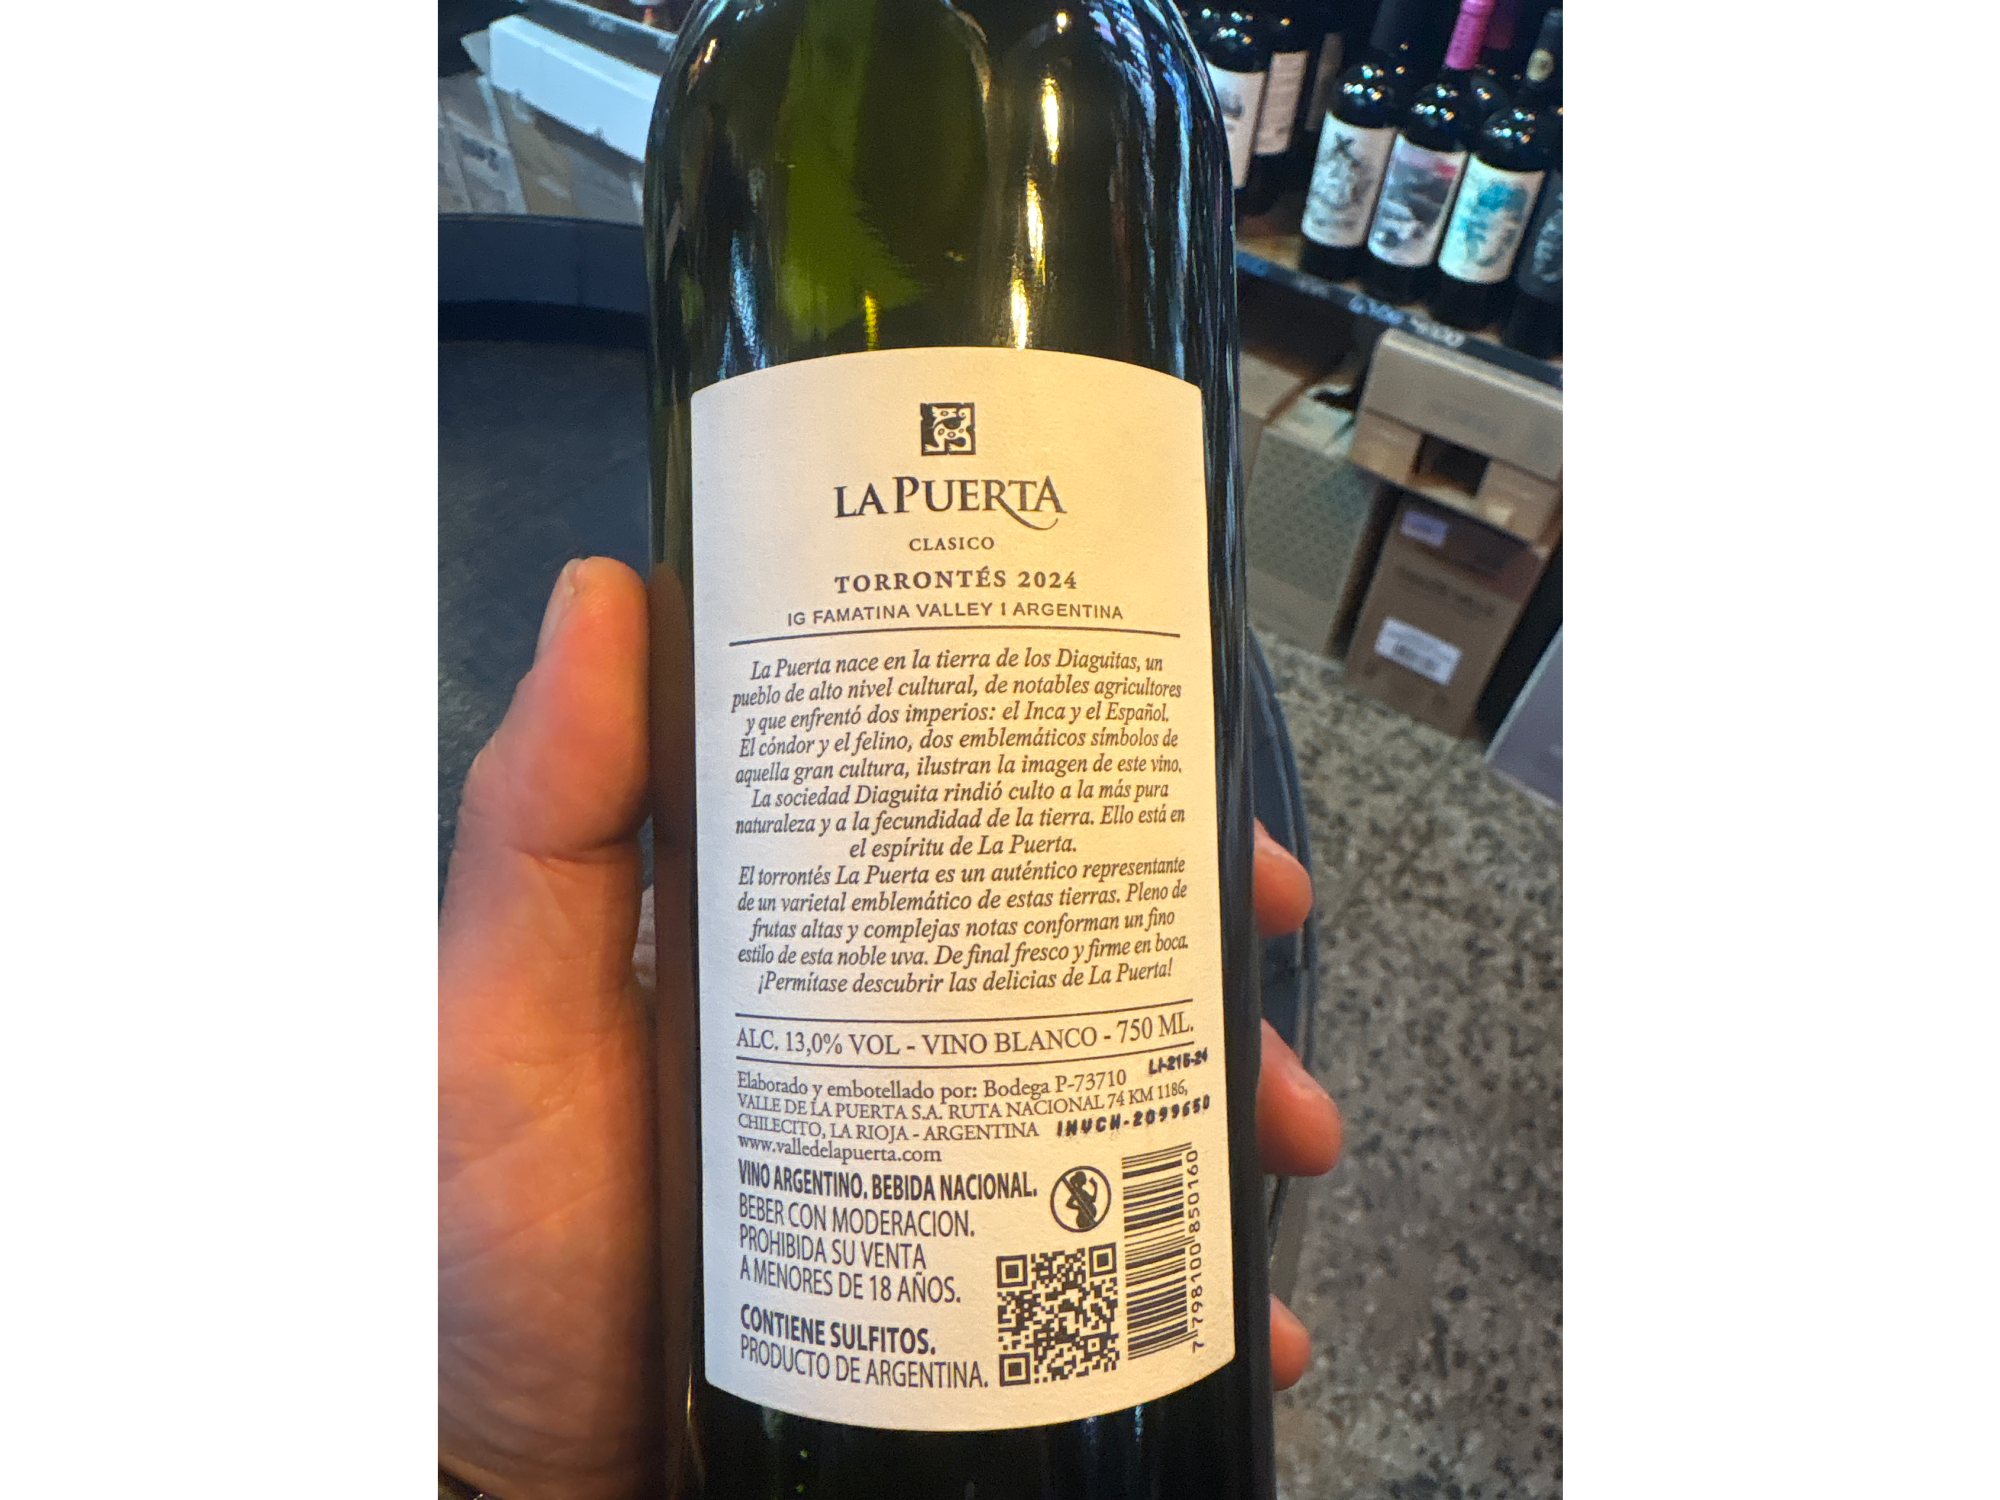 LA PUERTA
CLASICO
TORRONTÉS 2024
IG FAMATINA VALLEY I ARGENTINA
La Puerta nace en la tierra de los Diaguitas, un
pueblo de alto nivel cultural, de notables agricultores
y que enfrentó dos imperios: el Inca y el Español.
El cóndor y el felino, dos emblemáticos símbolos de
aquella gran cultura, ilustran la imagen de este vino.
La sociedad Diaguita rindió culto a la más pura
naturaleza y a la fecundidad de la tierra. Ello está en
el espíritu de La Puerta.
El torrontés La Puerta es un auténtico representante
de un varietal emblemático de estas tierras. Pleno de
frutas altas y complejas notas conforman un fino
estilo de esta noble uva. De final fresco y firme en boca.
¡Permítase descubrir las delicias de La Puerta!
ALC. 13,0% VOL - VINO BLANCO - 750 ML.
Elaborado y embotellado por: Bodega P-73710
LI-215-24
VALLE DE LA PUERTA S.A. RUTA NACIONAL 74 KM 1186,
CHILECITO, LA RIOJA - ARGENTINA
INVCH-2099650
www.valledelapuerta.com
VINO ARGENTINO. BEBIDA NACIONAL.
BEBER CON MODERACION.
PROHIBIDA SU VENTA
A MENORES DE 18 AÑOS.
CONTIENE SULFITOS.
PRODUCTO DE ARGENTINA.
7 798100 850160